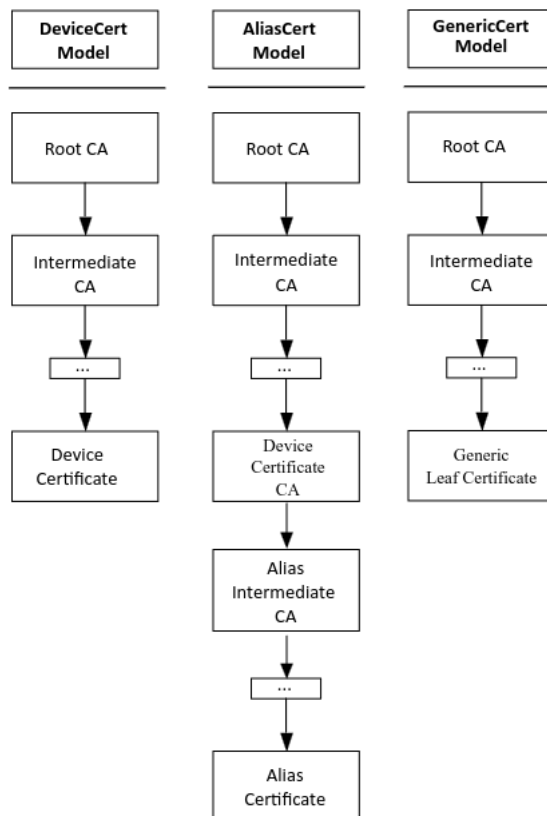 DeviceCert
Model
Root CA
Intermediate
CA
...
Device
Certificate
AliasCert
Model
Root CA
Intermediate
CA
...
Device
Certificate
CA
Alias
Intermediate
CA
...
Alias
Certificate
GenericCert
Model
Root CA
Intermediate
CA
...
Generic
Leaf Certificate